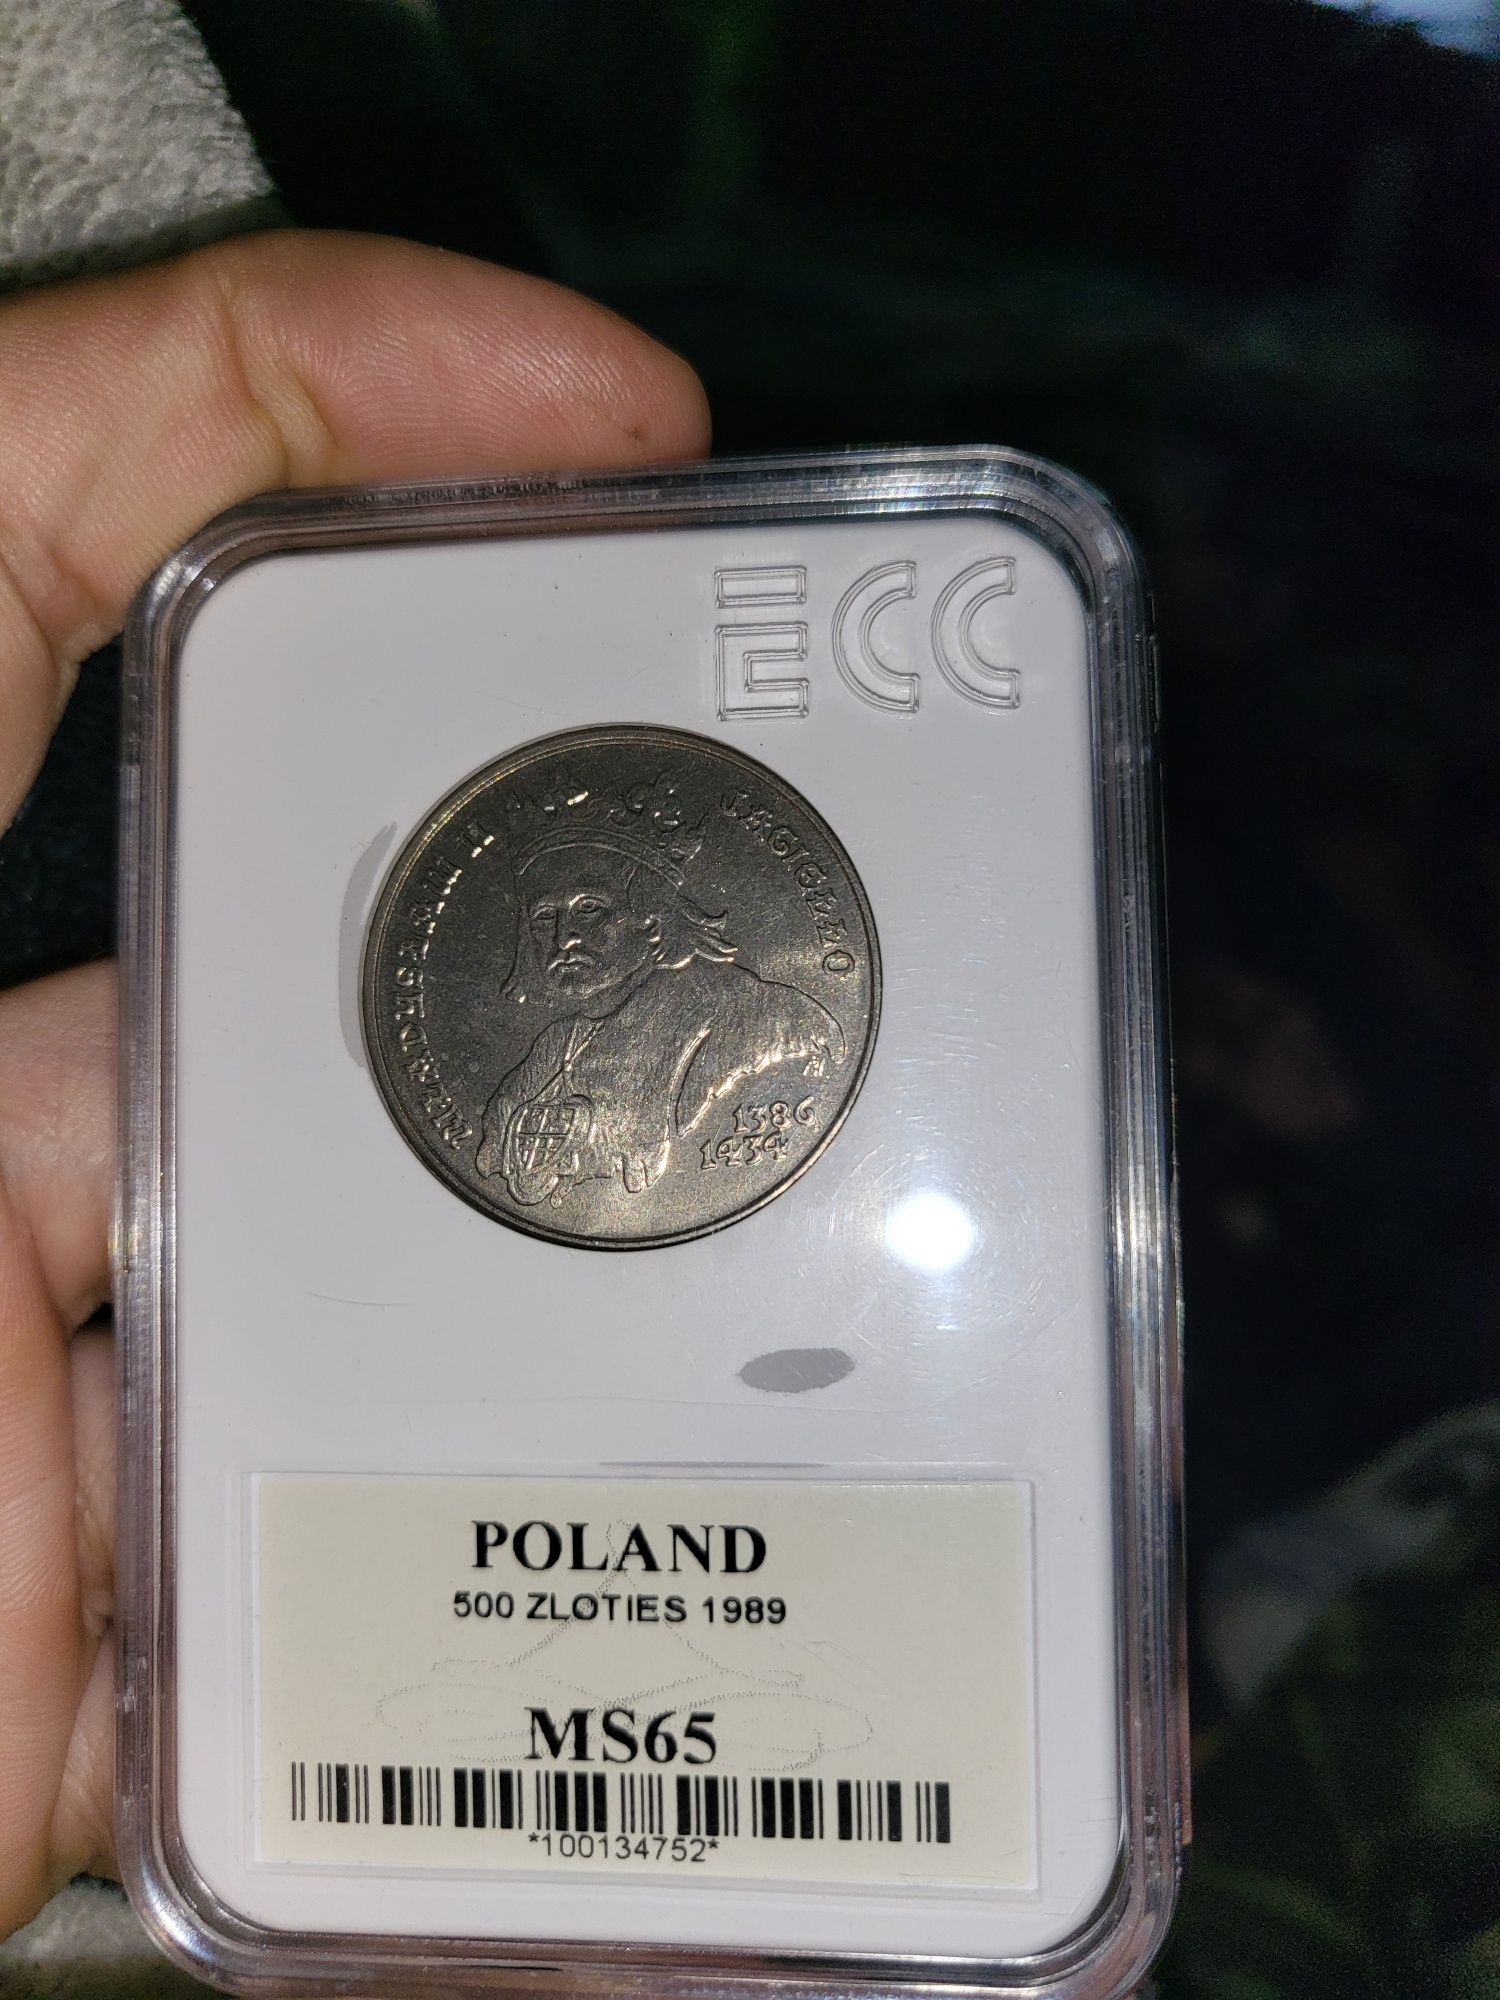 ECC
WŁADYSŁAW II JAGIEŁŁO
1386
1434
POLAND
500 ZLOTIES 1989
MS65
*100134752*